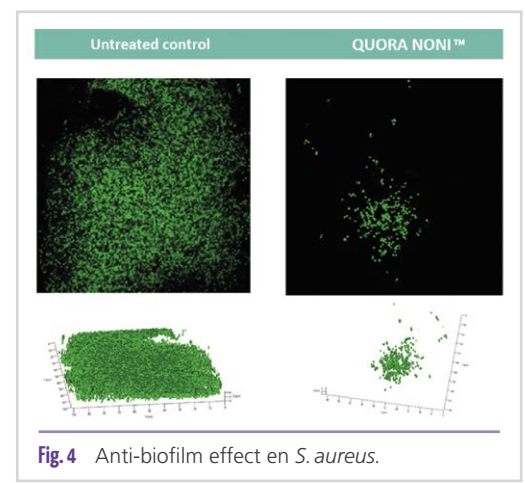 Untreated control
QUORA NONI™
Fig. 4 Anti-biofilm effect en S. aureus.